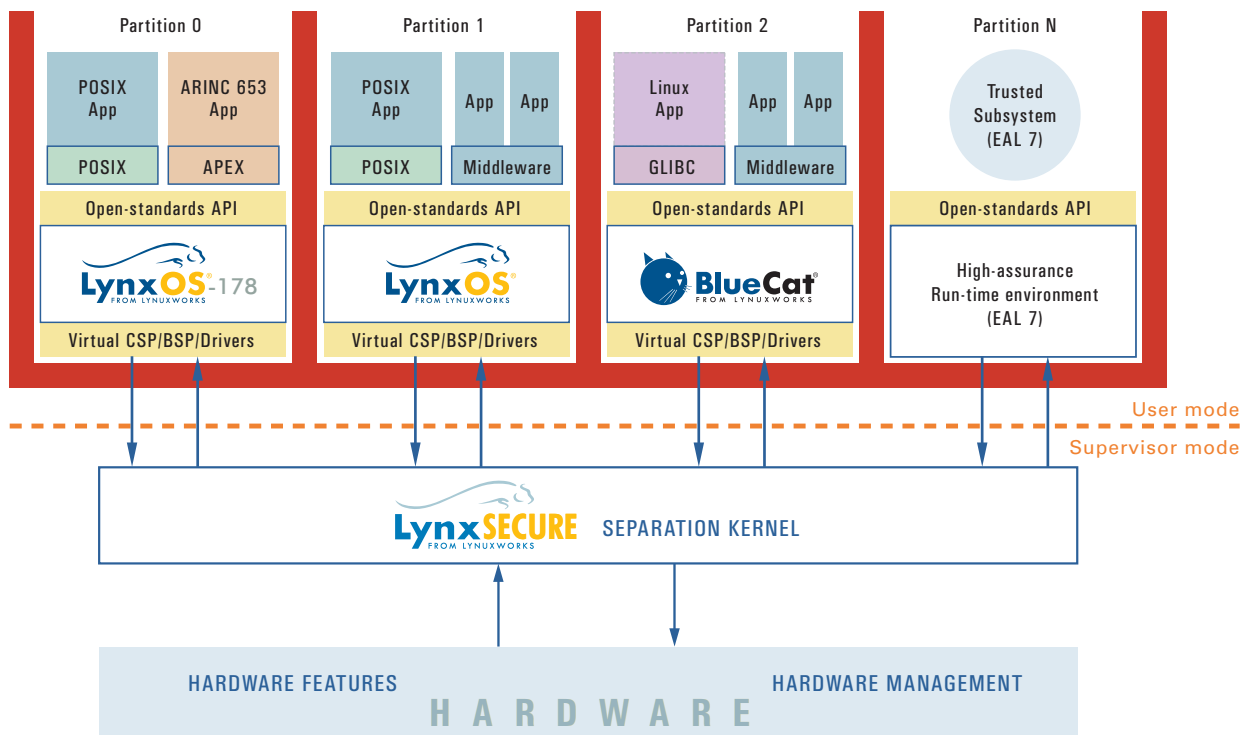 Partition 0
POSIX
App
ARINC 653
App
POSIX
APEX
Open-standards API
LynxOS®-178
FROM LYNUXWORKS
Virtual CSP/BSP/Drivers
Partition 1
POSIX
App
App
App
POSIX
Middleware
Open-standards API
LynxOS®
FROM LYNUXWORKS
Virtual CSP/BSP/Drivers
Partition 2
Linux
App
App
App
GLIBC
Middleware
Open-standards API
BlueCat®
FROM LYNUXWORKS
Virtual CSP/BSP/Drivers
Partition N
Trusted
Subsystem
(EAL 7)
Open-standards API
High-assurance
Run-time environment
(EAL 7)
User mode
Supervisor mode
LynxSECURE
FROM LYNUXWORKS
SEPARATION KERNEL
HARDWARE FEATURES
HARDWARE MANAGEMENT
HARDWARE